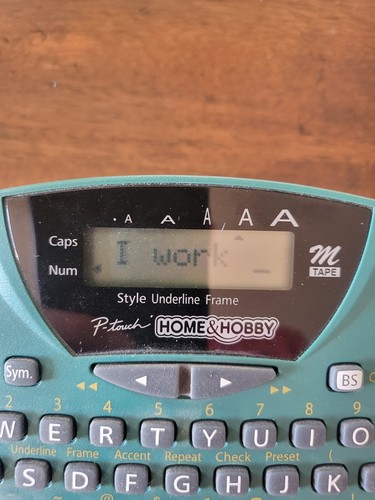 A A A A A
Caps
I work_
Num
M
TAPE
Style Underline Frame
P-touch HOME&HOBBY
Sym.
BS
2 3 4 5 6 7 8 9
W E R T Y U I O
Underline Frame Accent Repeat Check Preset (
S D F G H J K